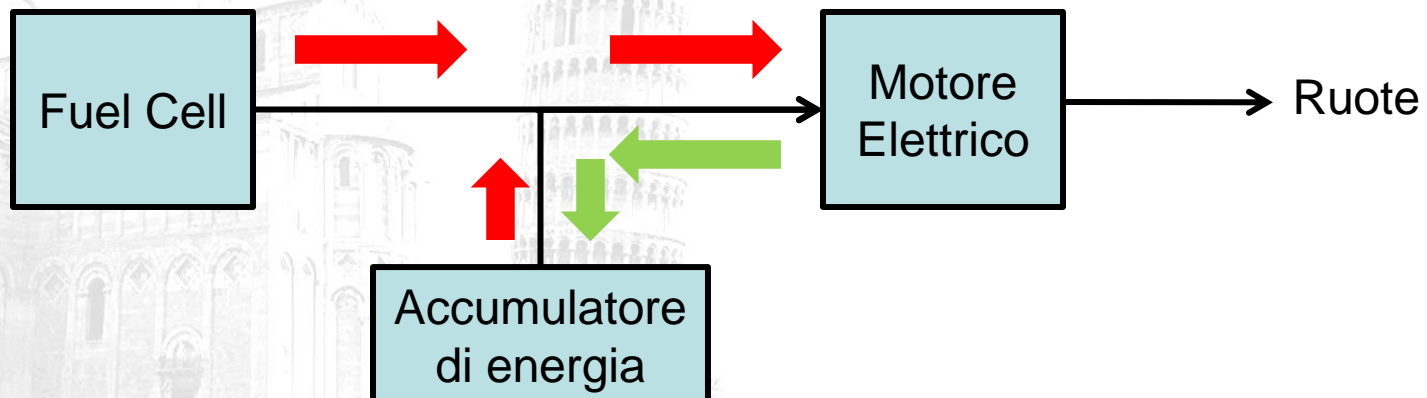 Fuel Cell
Motore
Elettrico
Ruote
Accumulatore
di energia